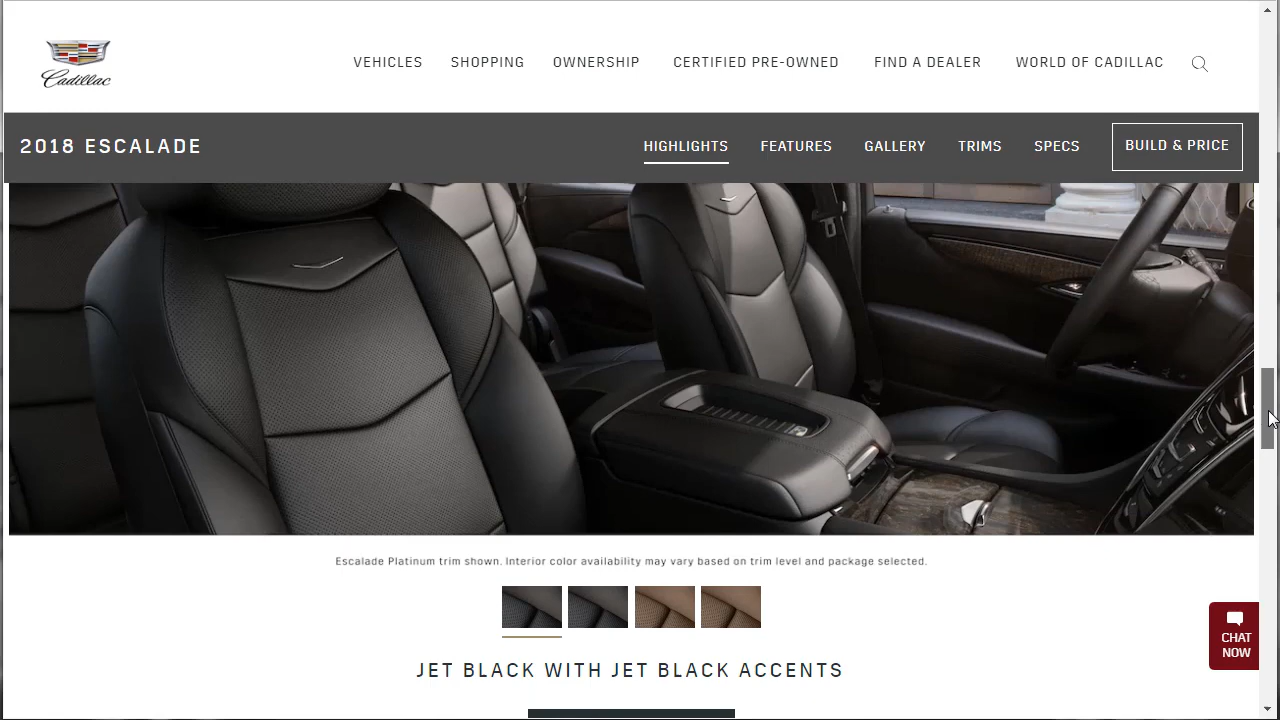 Cadillac
VEHICLES SHOPPING OWNERSHIP CERTIFIED PRE-OWNED FIND A DEALER WORLD OF CADILLAC
2018 ESCALADE HIGHLIGHTS FEATURES GALLERY TRIMS SPECS BUILD & PRICE
Escalade Platinum trim shown. Interior color availability may vary based on trim level and package selected.
CHAT
NOW
JET BLACK WITH JET BLACK ACCENTS